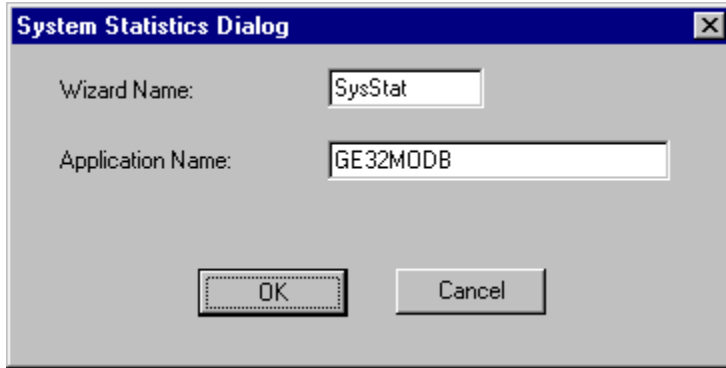 System Statistics Dialog
Wizard Name: SysStat
Application Name: GE32MODB
OK Cancel